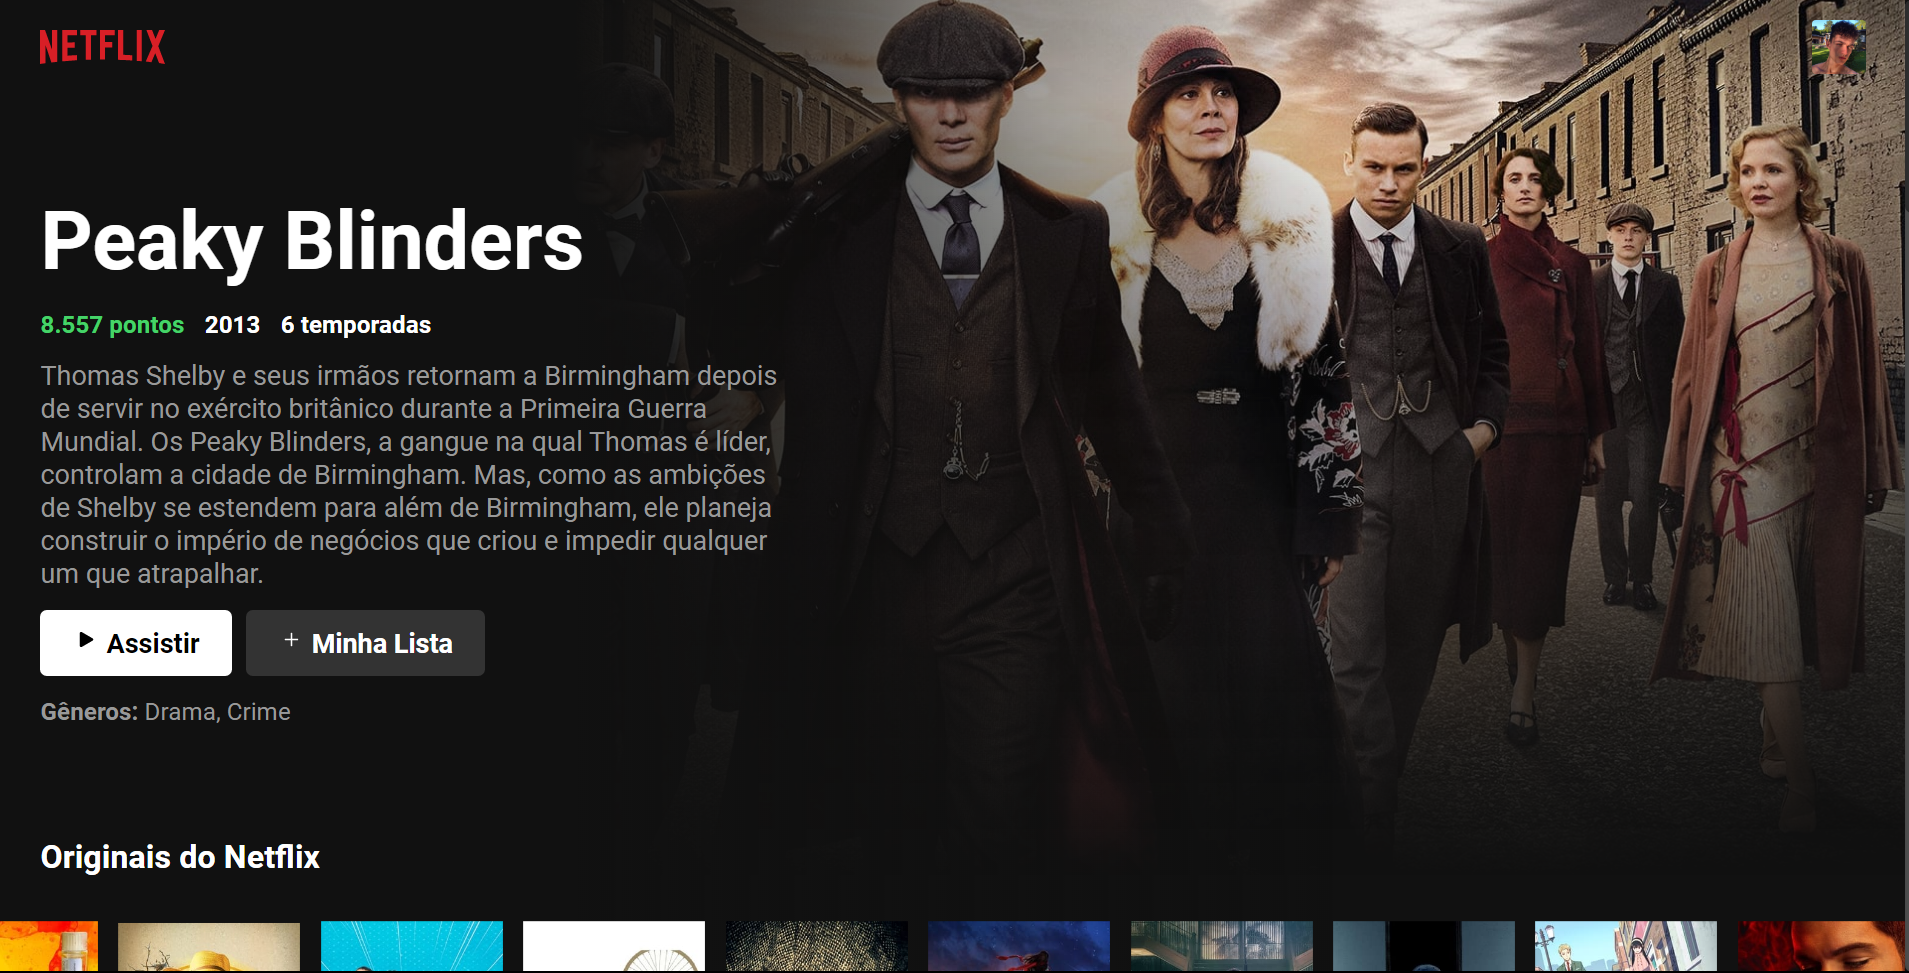 NETFLIX
Peaky Blinders
8.557 pontos 2013 6 temporadas
Thomas Shelby e seus irmãos retornam a Birmingham depois
de servir no exército britânico durante a Primeira Guerra
Mundial. Os Peaky Blinders, a gangue na qual Thomas é líder,
controlam a cidade de Birmingham. Mas, como as ambições
de Shelby se estendem para além de Birmingham, ele planeja
construir o império de negócios que criou e impedir qualquer
um que atrapalhar.
Assistir + Minha Lista
Gêneros: Drama, Crime
Originais do Netflix